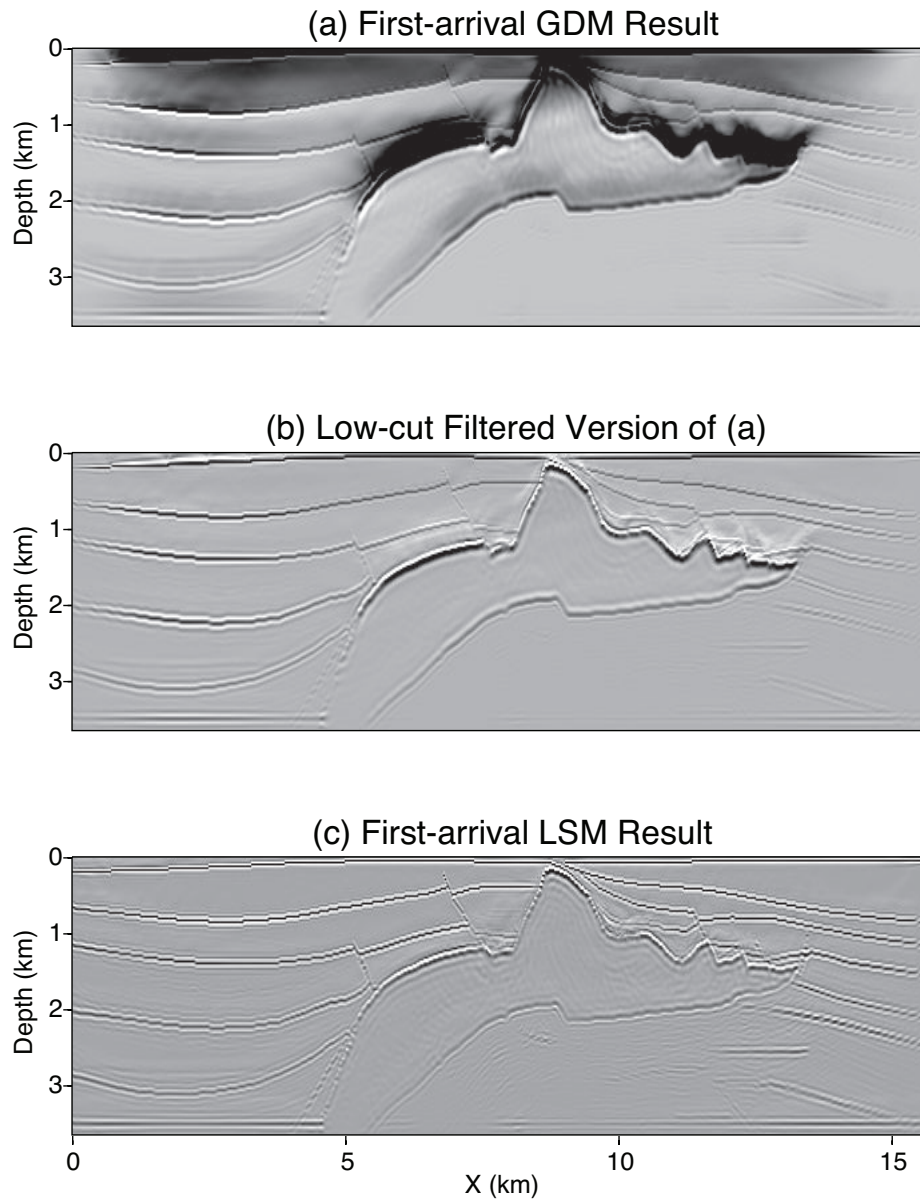 (a) First-arrival GDM Result
0
1
2
3
Depth (km)
(b) Low-cut Filtered Version of (a)
0
1
2
3
Depth (km)
(c) First-arrival LSM Result
0
1
2
3
Depth (km)
0 5 10 15
X (km)